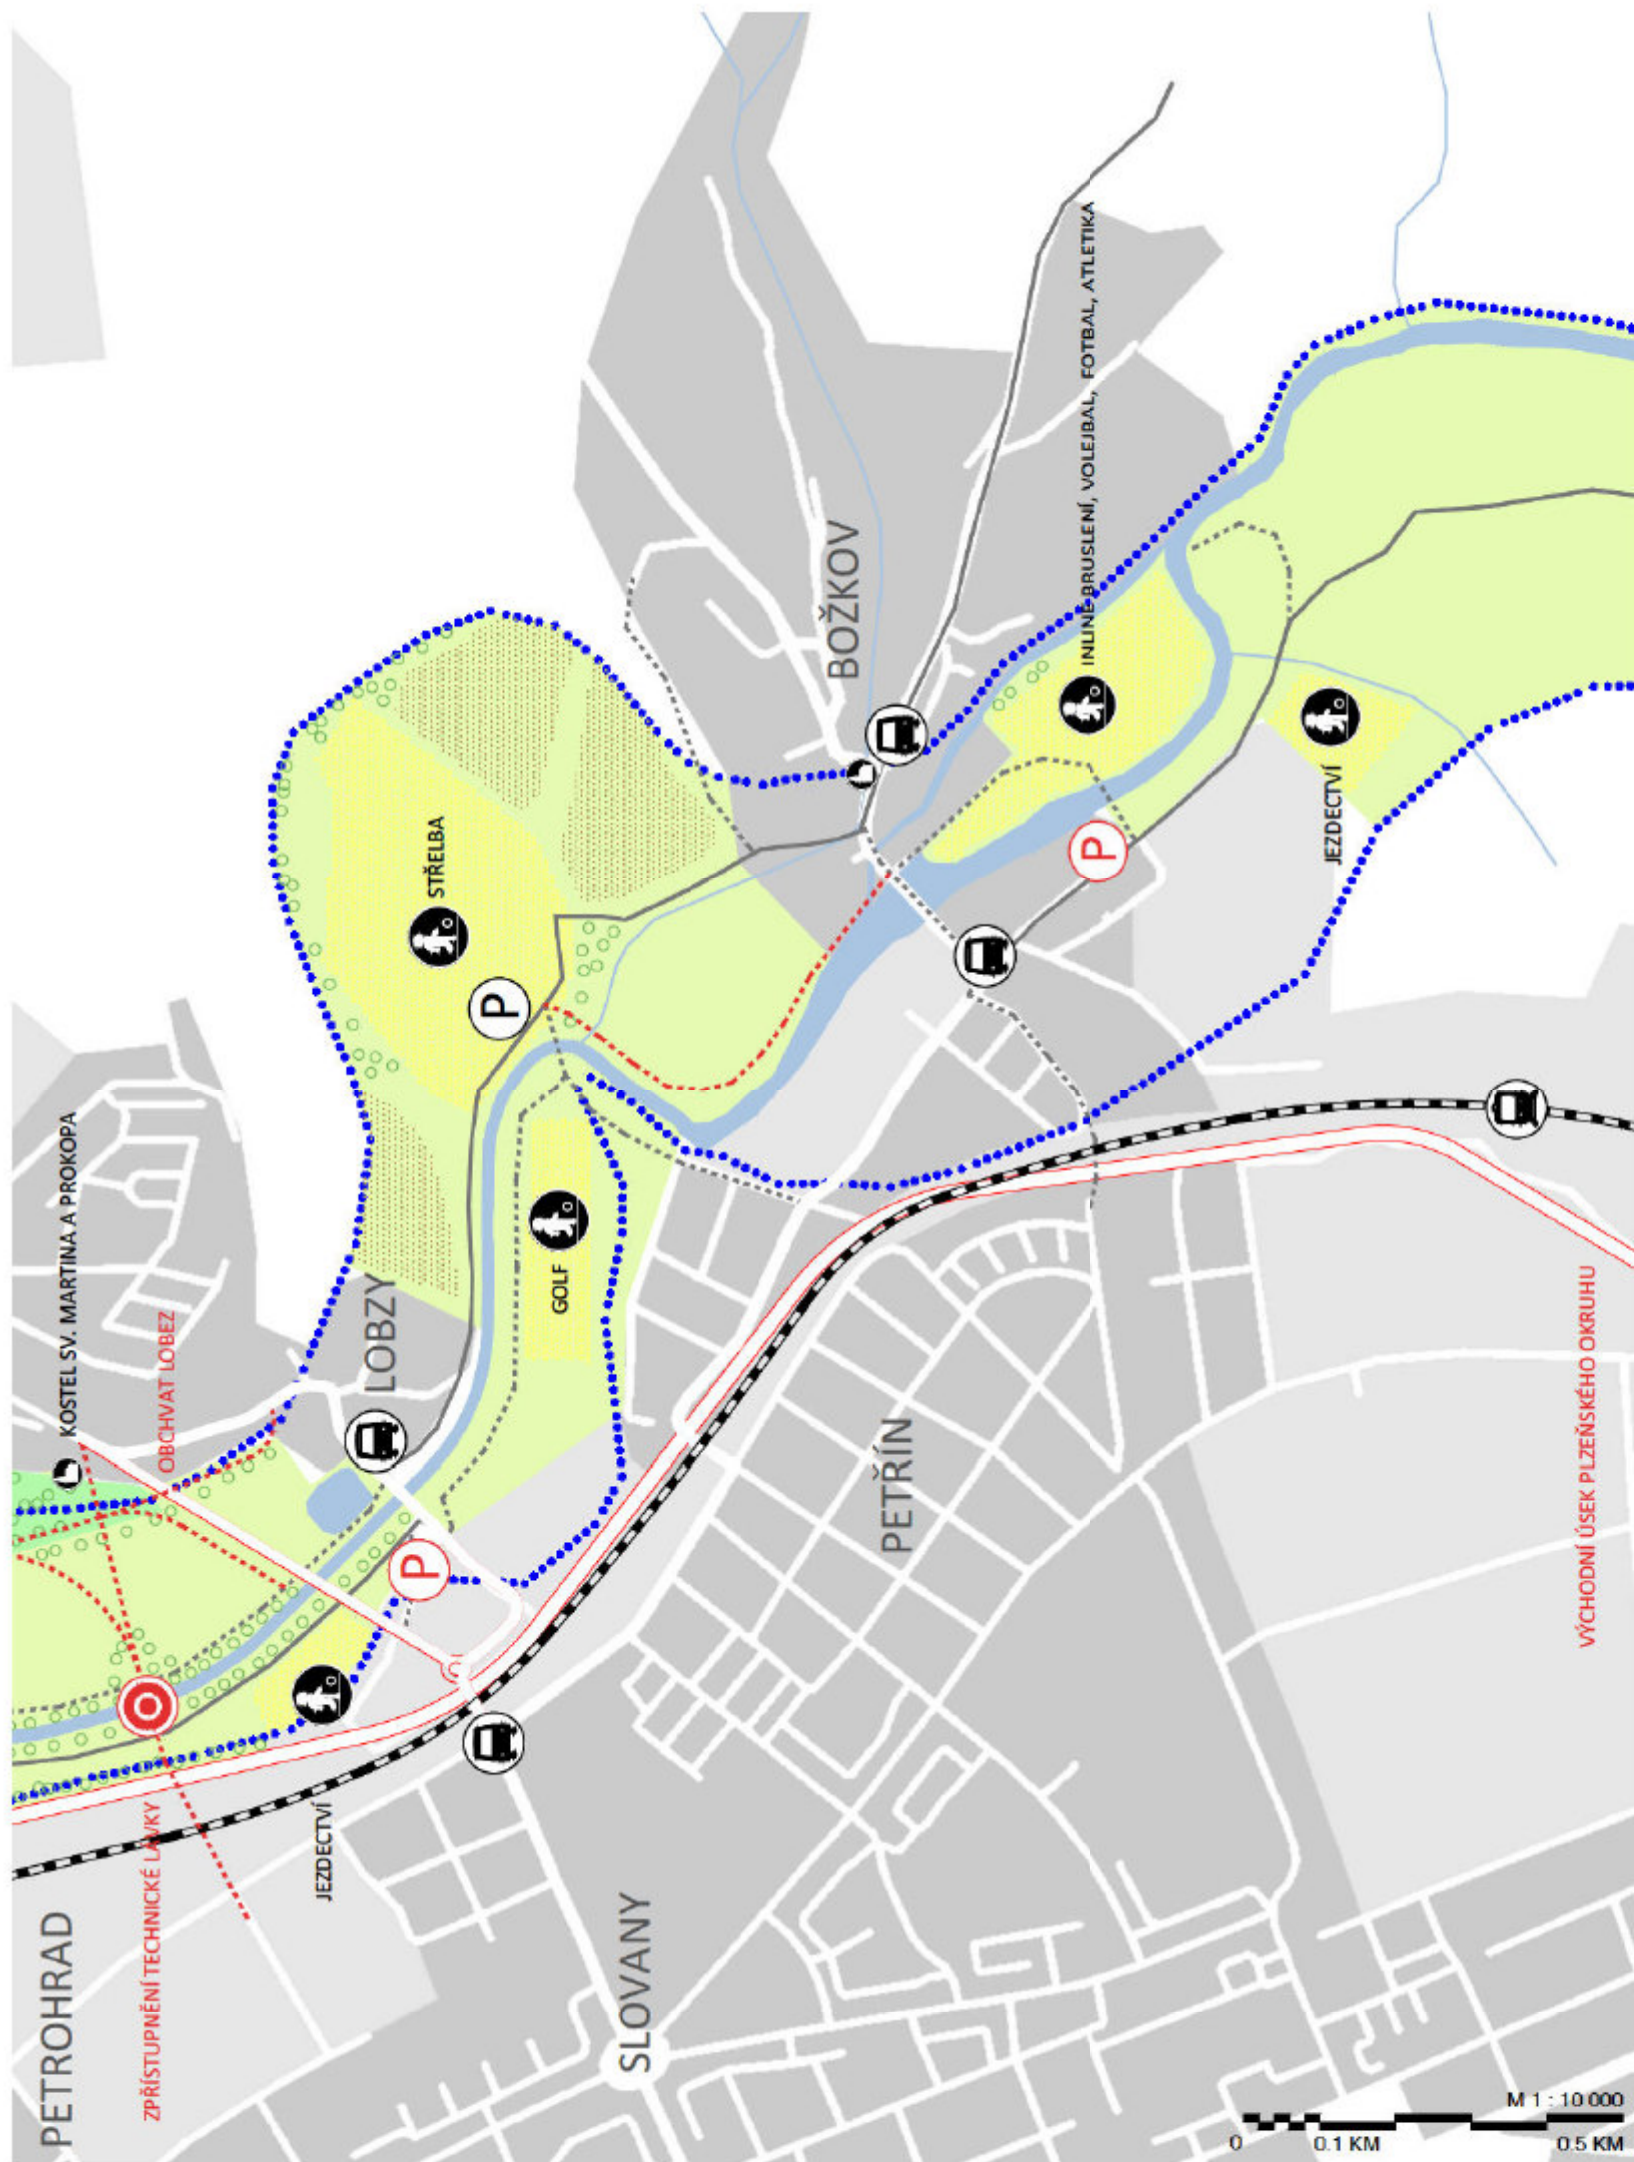 KOSTEL SV. MARTINA A PROKOPA
OBCHVAT LOBEZ
PETROHRAD
ZPŘÍSTUPNĚNÍ TECHNICKÉ LÁVKY
JEZDECTVÍ
P
LOBZY
STŘELBA
P
GOLF
SLOVANY
BOŽKOV
PETŘÍN
INLINE BRUSLENÍ, VOLEJBAL, FOTBAL, ATLETIKA
P
JEZDECTVÍ
VÝCHODNÍ ÚSEK PLZEŇSKÉHO OKRUHU
M 1 : 10 000
0 0.1 KM 0.5 KM